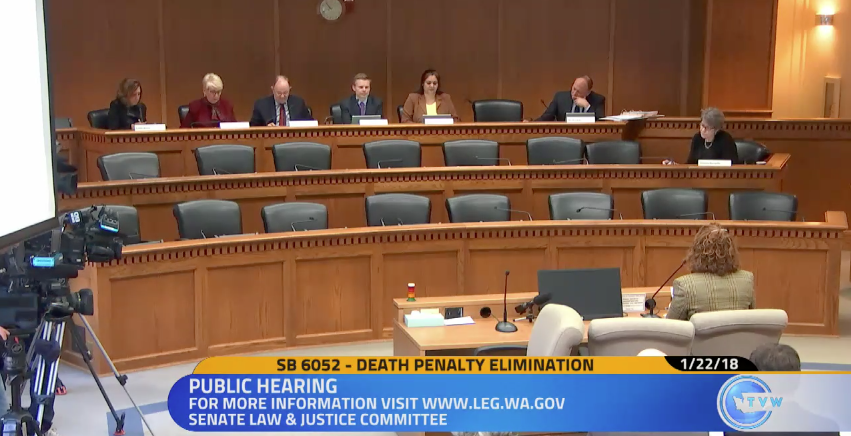 SB 6052 - DEATH PENALTY ELIMINATION
1/22/18
PUBLIC HEARING
FOR MORE INFORMATION VISIT WWW.LEG.WA.GOV
SENATE LAW & JUSTICE COMMITTEE
TVW